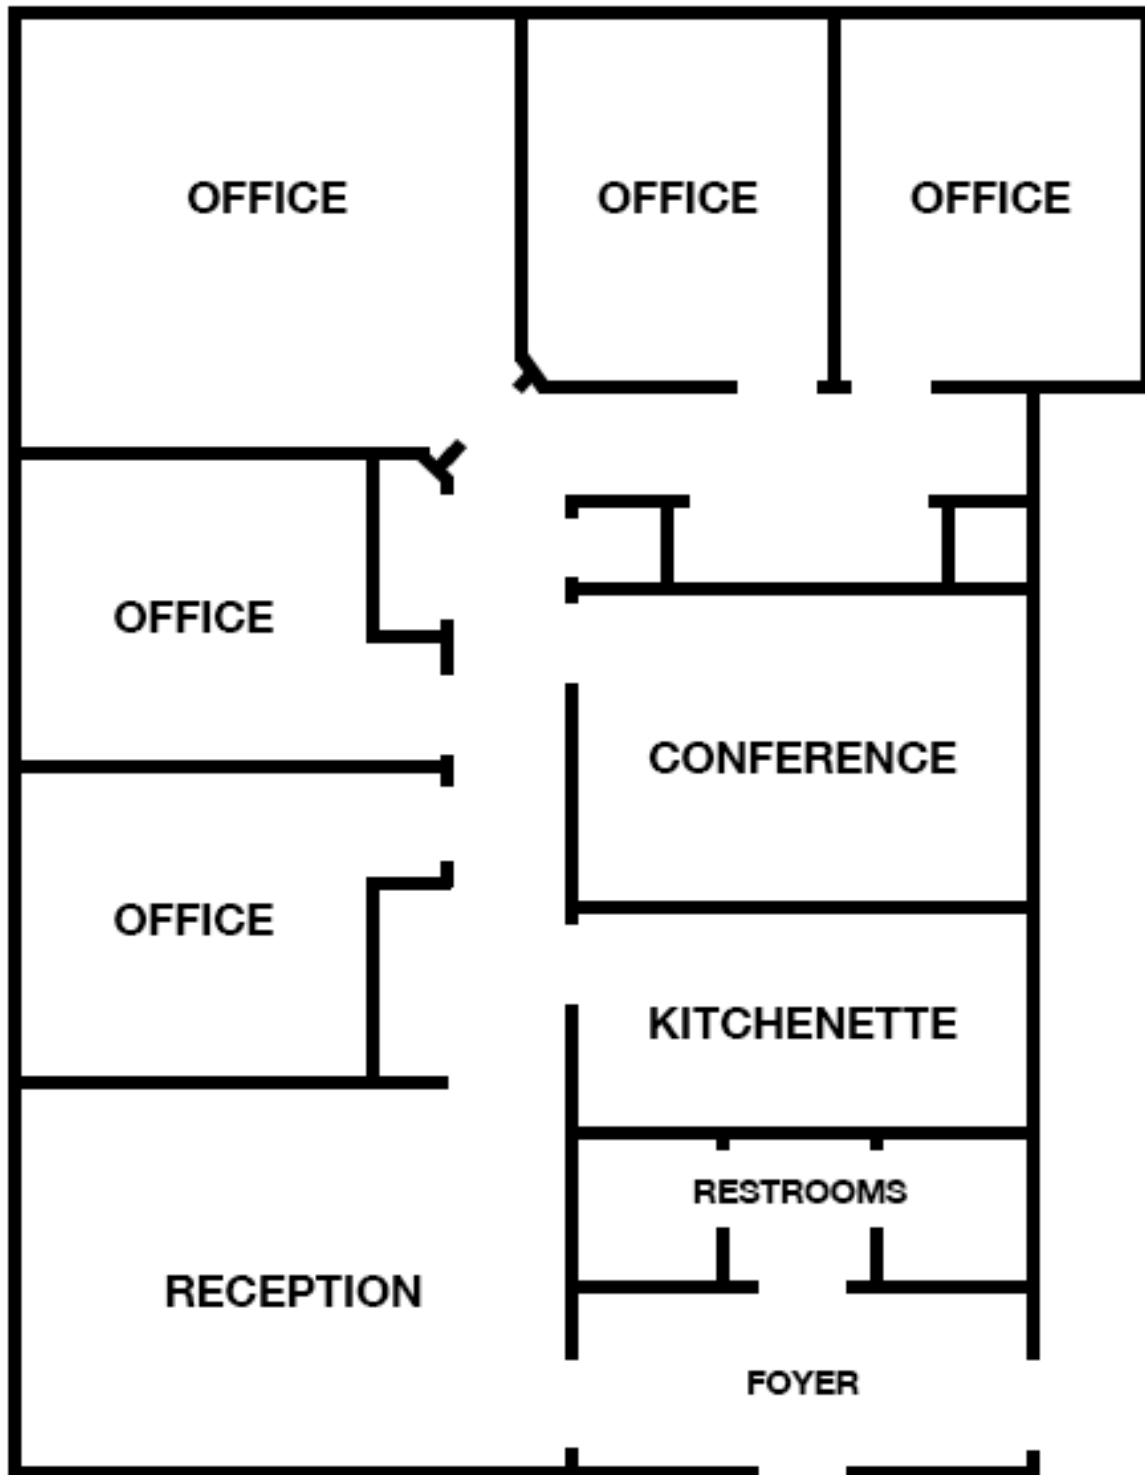 OFFICE
OFFICE
OFFICE
OFFICE
CONFERENCE
OFFICE
KITCHENETTE
RESTROOMS
RECEPTION
FOYER